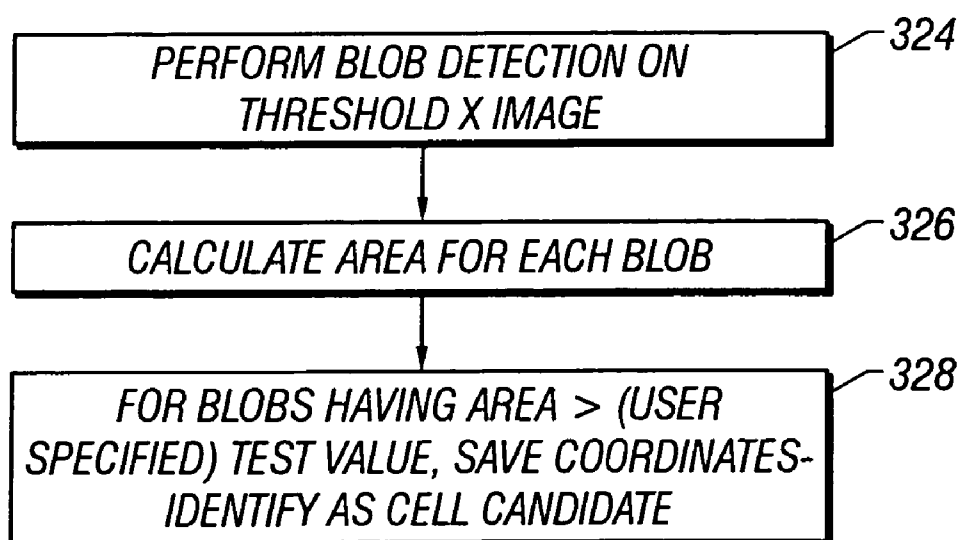 PERFORM BLOB DETECTION ON
THRESHOLD X IMAGE
324
CALCULATE AREA FOR EACH BLOB
326
FOR BLOBS HAVING AREA > (USER
SPECIFIED) TEST VALUE, SAVE COORDINATES-
IDENTIFY AS CELL CANDIDATE
328